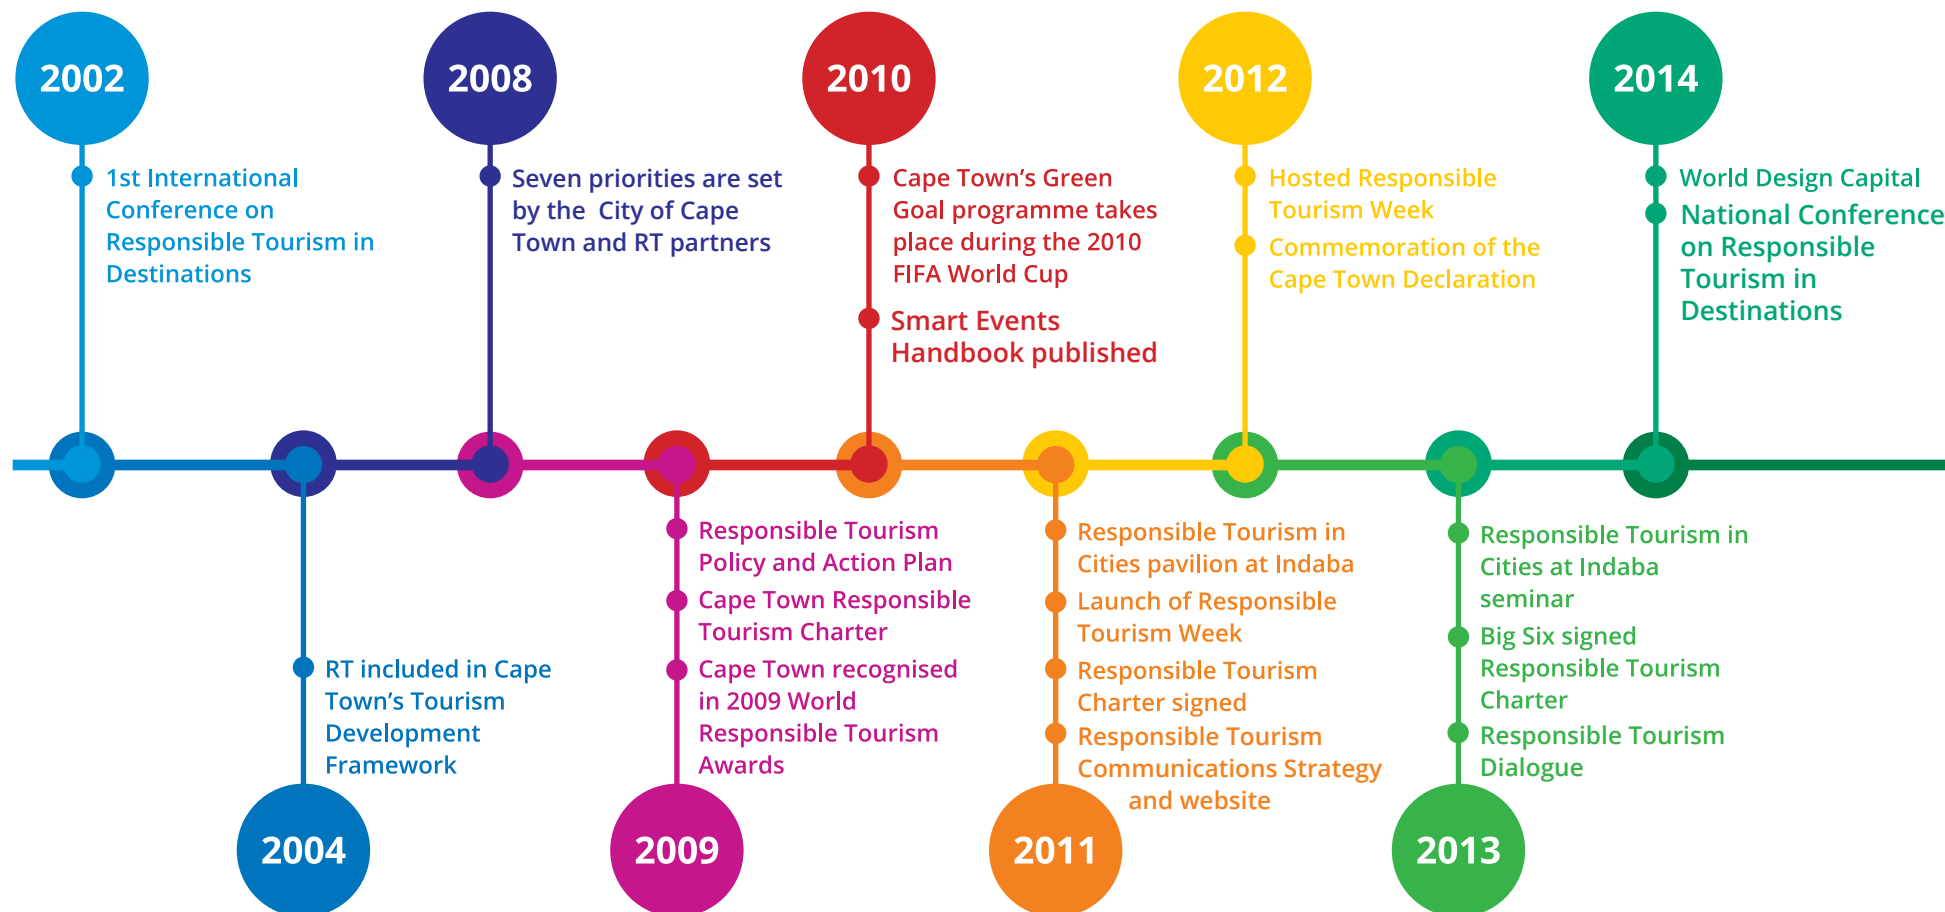 2002
1st International
Conference on
Responsible Tourism in
Destinations
2008
Seven priorities are set
by the City of Cape
Town and RT partners
2010
Cape Town's Green
Goal programme takes
place during the 2010
FIFA World Cup
Smart Events
Handbook published
2012
Hosted Responsible
Tourism Week
Commemoration of the
Cape Town Declaration
2014
World Design Capital
National Conference
on Responsible
Tourism in
Destinations
RT included in Cape
Town's Tourism
Development
Framework
2004
Responsible Tourism
Policy and Action Plan
Cape Town Responsible
Tourism Charter
Cape Town recognised
in 2009 World
Responsible Tourism
Awards
2009
Responsible Tourism in
Cities pavilion at Indaba
Launch of Responsible
Tourism Week
Responsible Tourism
Charter signed
Responsible Tourism
Communications Strategy
and website
2011
Responsible Tourism in
Cities at Indaba
seminar
Big Six signed
Responsible Tourism
Charter
Responsible Tourism
Dialogue
2013